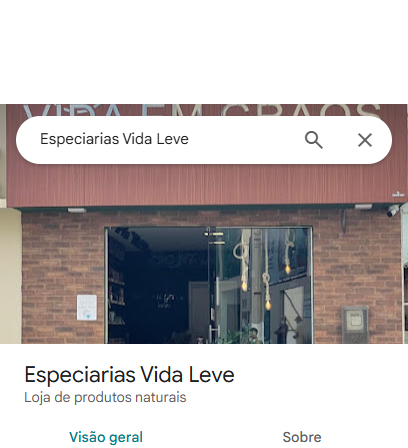 VIDA EM GRAOS
Especiarias Vida Leve
Especiarias Vida Leve
Loja de produtos naturais
Visão geral
Sobre